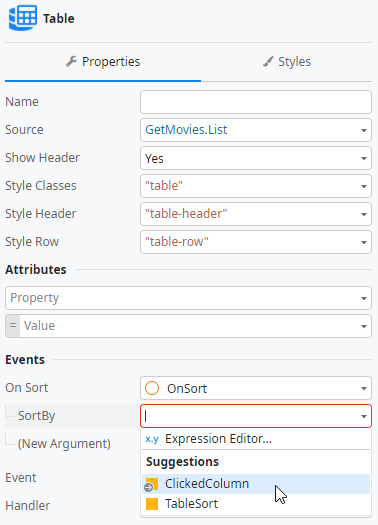 Table
Properties Styles
Name
Source GetMovies.List
Show Header Yes
Style Classes "table"
Style Header "table-header"
Style Row "table-row"
Attributes
Property
= Value
Events
On Sort OnSort
SortBy
x.y Expression Editor...
(New Argument)
Suggestions
Event ClickedColumn
Handler TableSort